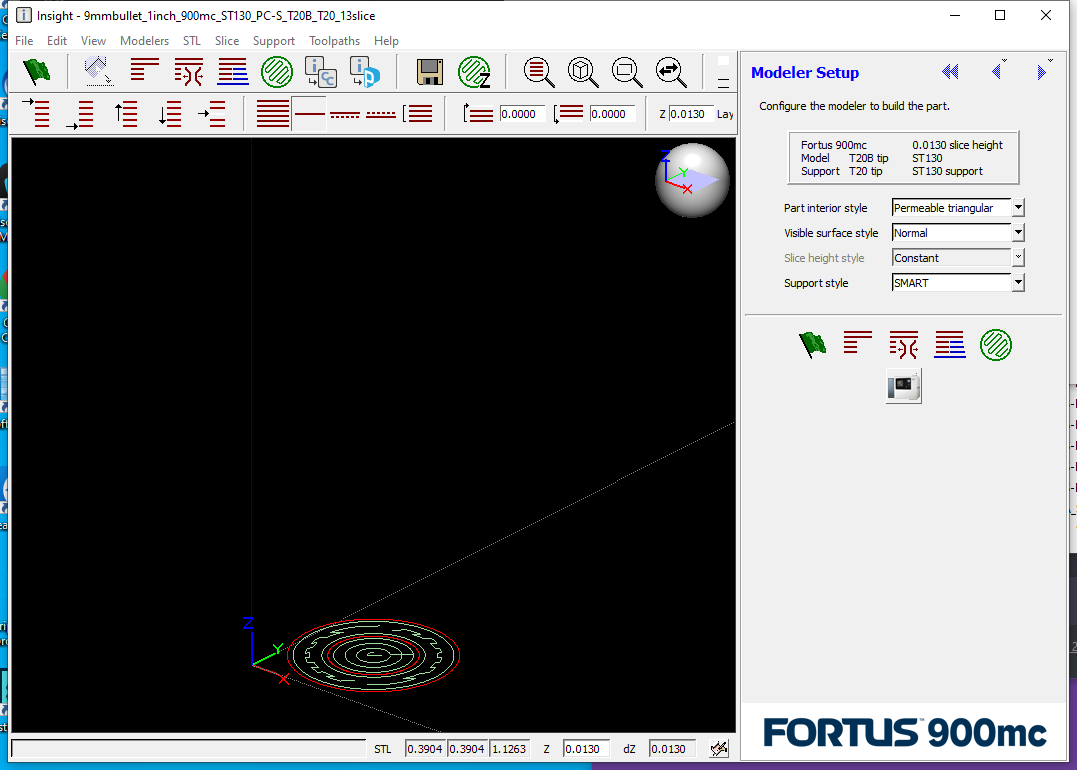 Insight - 9mmbullet_1inch_900mc_ST130_PC-S_T20B_T20_13slice
File Edit View Modelers STL Slice Support Toolpaths Help
i CC
i p
Z
0.0000
0.0000
Z 0.0130 Lay
Z
Y
X
Z
Y
X
Modeler Setup
Configure the modeler to build the part.
Fortus 900mc 0.0130 slice height
Model T20B tip ST130
Support T20 tip ST130 support
Part interior style Permeable triangular
Visible surface style Normal
Slice height style Constant
Support style SMART
FORTUS™ 900mc
STL 0.3904 0.3904 1.1263 Z 0.0130 dZ 0.0130